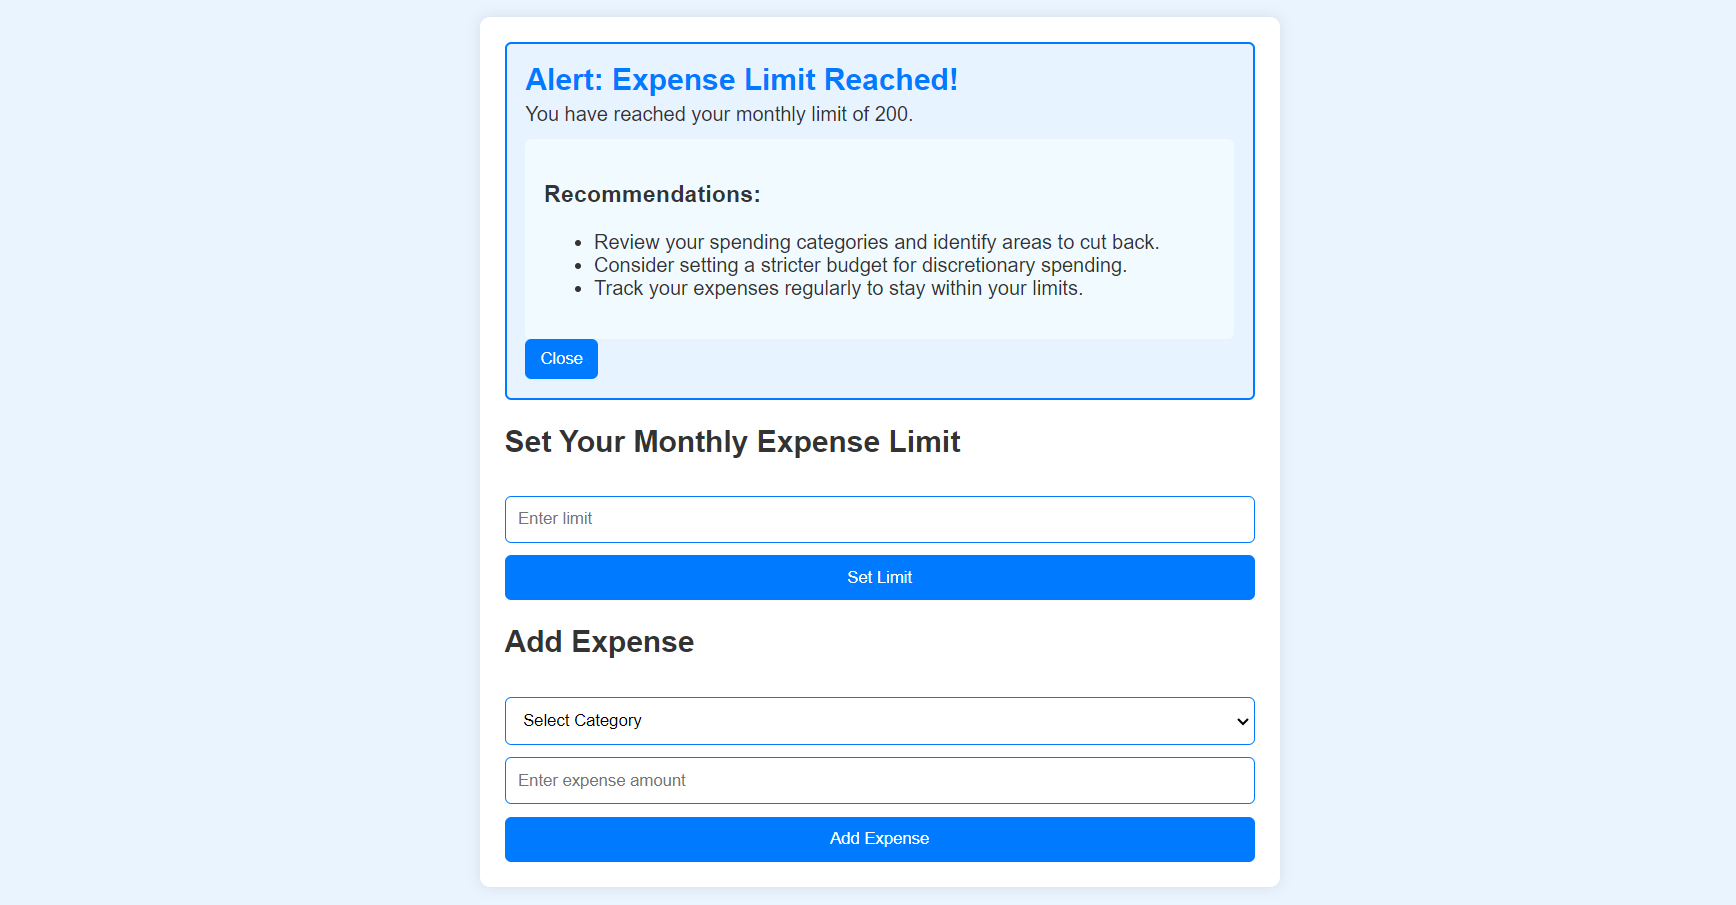 Alert: Expense Limit Reached!
You have reached your monthly limit of 200.
Recommendations:
Review your spending categories and identify areas to cut back.
Consider setting a stricter budget for discretionary spending.
Track your expenses regularly to stay within your limits.
Close
Set Your Monthly Expense Limit
Enter limit
Set Limit
Add Expense
Select Category
Enter expense amount
Add Expense